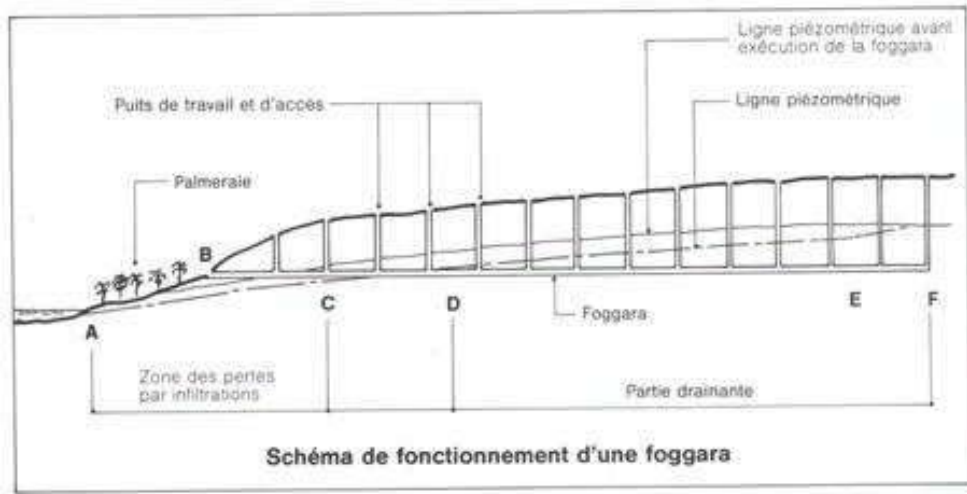 Ligne piézométrique avant
exécution de la foggara
Puits de travail et d'accès
Ligne piézométrique
Palmeraie
B
A
C
D
E
F
Foggara
Zone des pertes
par infiltrations
Partie drainante
Schéma de fonctionnement d'une foggara